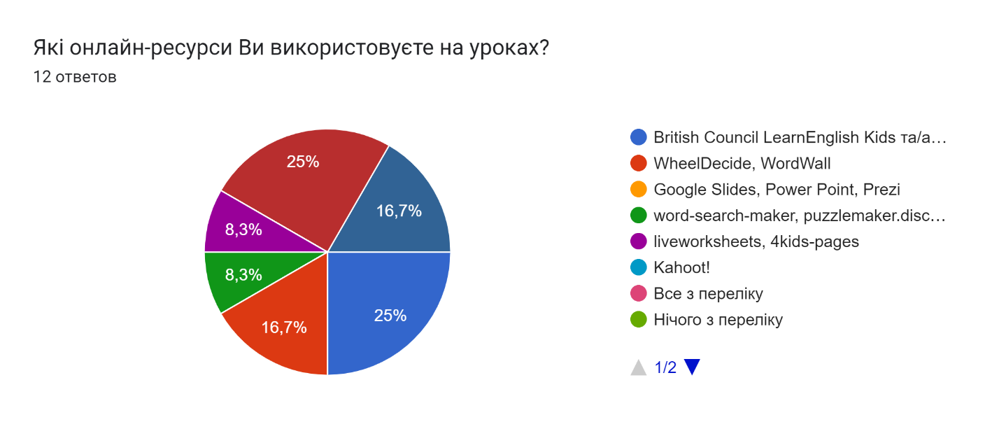 Які онлайн-ресурси Ви використовуєте на уроках?
12 ответов
25%
16,7%
8,3%
8,3%
16,7%
25%
British Council LearnEnglish Kids та/а…
WheelDecide, WordWall
Google Slides, Power Point, Prezi
word-search-maker, puzzlemaker.disc…
liveworksheets, 4kids-pages
Kahoot!
Все з переліку
Нічого з переліку
1/2